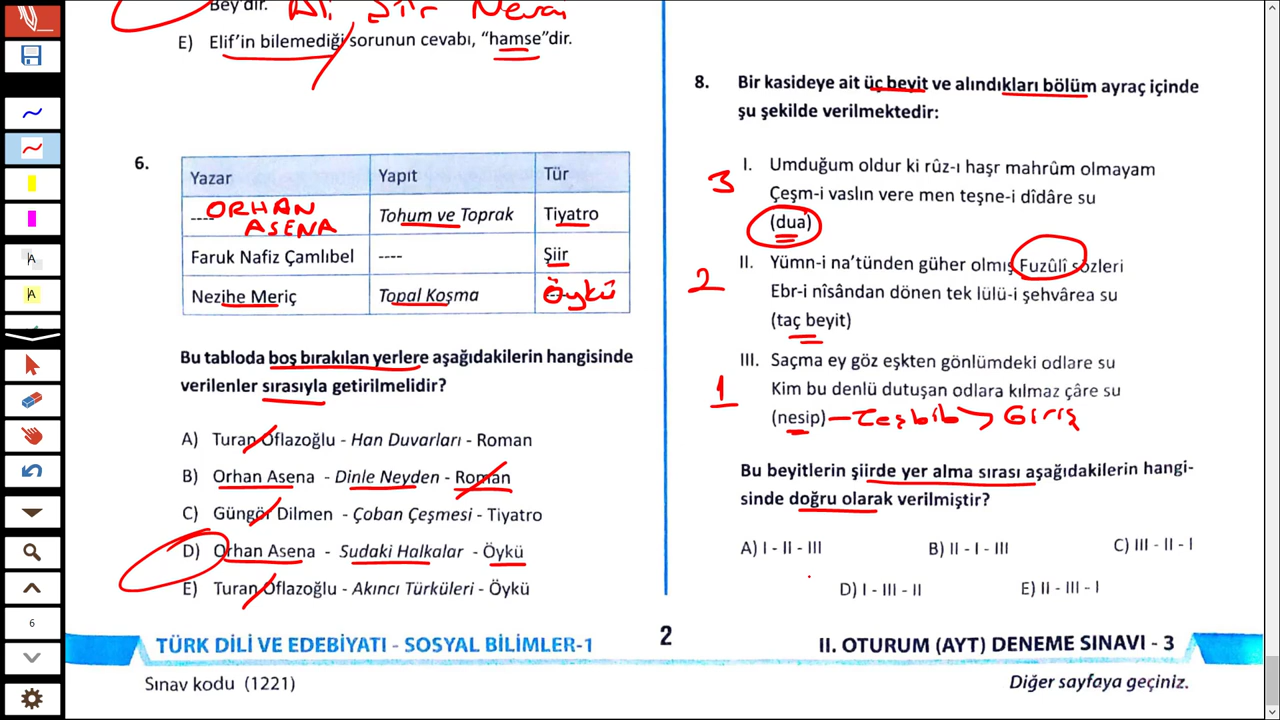 Bey'dir. Ali Şir Nevai
E) Elif'in bilemediği sorunun cevabı, "hamse"dir.
6.
Yazar Yapıt Tür
---- ORHAN ASENA Tohum ve Toprak Tiyatro
Faruk Nafiz Çamlıbel ---- Şiir
Nezihe Meriç Topal Koşma Öykü
Bu tabloda boş bırakılan yerlere aşağıdakilerin hangisinde
verilenler sırasıyla getirilmelidir?
A) Turan Oflazoğlu - Han Duvarları - Roman
B) Orhan Asena - Dinle Neyden - Roman
C) Güngör Dilmen - Çoban Çeşmesi - Tiyatro
D) Orhan Asena - Sudaki Halkalar - Öykü
E) Turan Oflazoğlu - Akıncı Türküleri - Öykü
8. Bir kasideye ait üç beyit ve alındıkları bölüm ayraç içinde
şu şekilde verilmektedir:
I. Umduğum oldur ki rûz-ı haşr mahrûm olmayam
3 Çeşm-i vaslın vere men teşne-i dîdâre su
(dua)
II. Yümn-i na'tünden güher olmış Fuzûlî sözleri
2 Ebr-i nîsândan dönen tek lülü-i şehvârea su
(taç beyit)
III. Saçma ey göz eşkten gönlümdeki odlare su
1 Kim bu denlü dutuşan odlara kılmaz çâre su
(nesip) – Teşbib > Giriş
Bu beyitlerin şiirde yer alma sırası aşağıdakilerin hangi-
sinde doğru olarak verilmiştir?
A) I - II - III B) II - I - III C) III - II - I
D) I - III - II E) II - III - I
TÜRK DİLİ VE EDEBİYATI - SOSYAL BİLİMLER-1 2 II. OTURUM (AYT) DENEME SINAVI - 3
Sınav kodu (1221) Diğer sayfaya geçiniz.
A
A
6